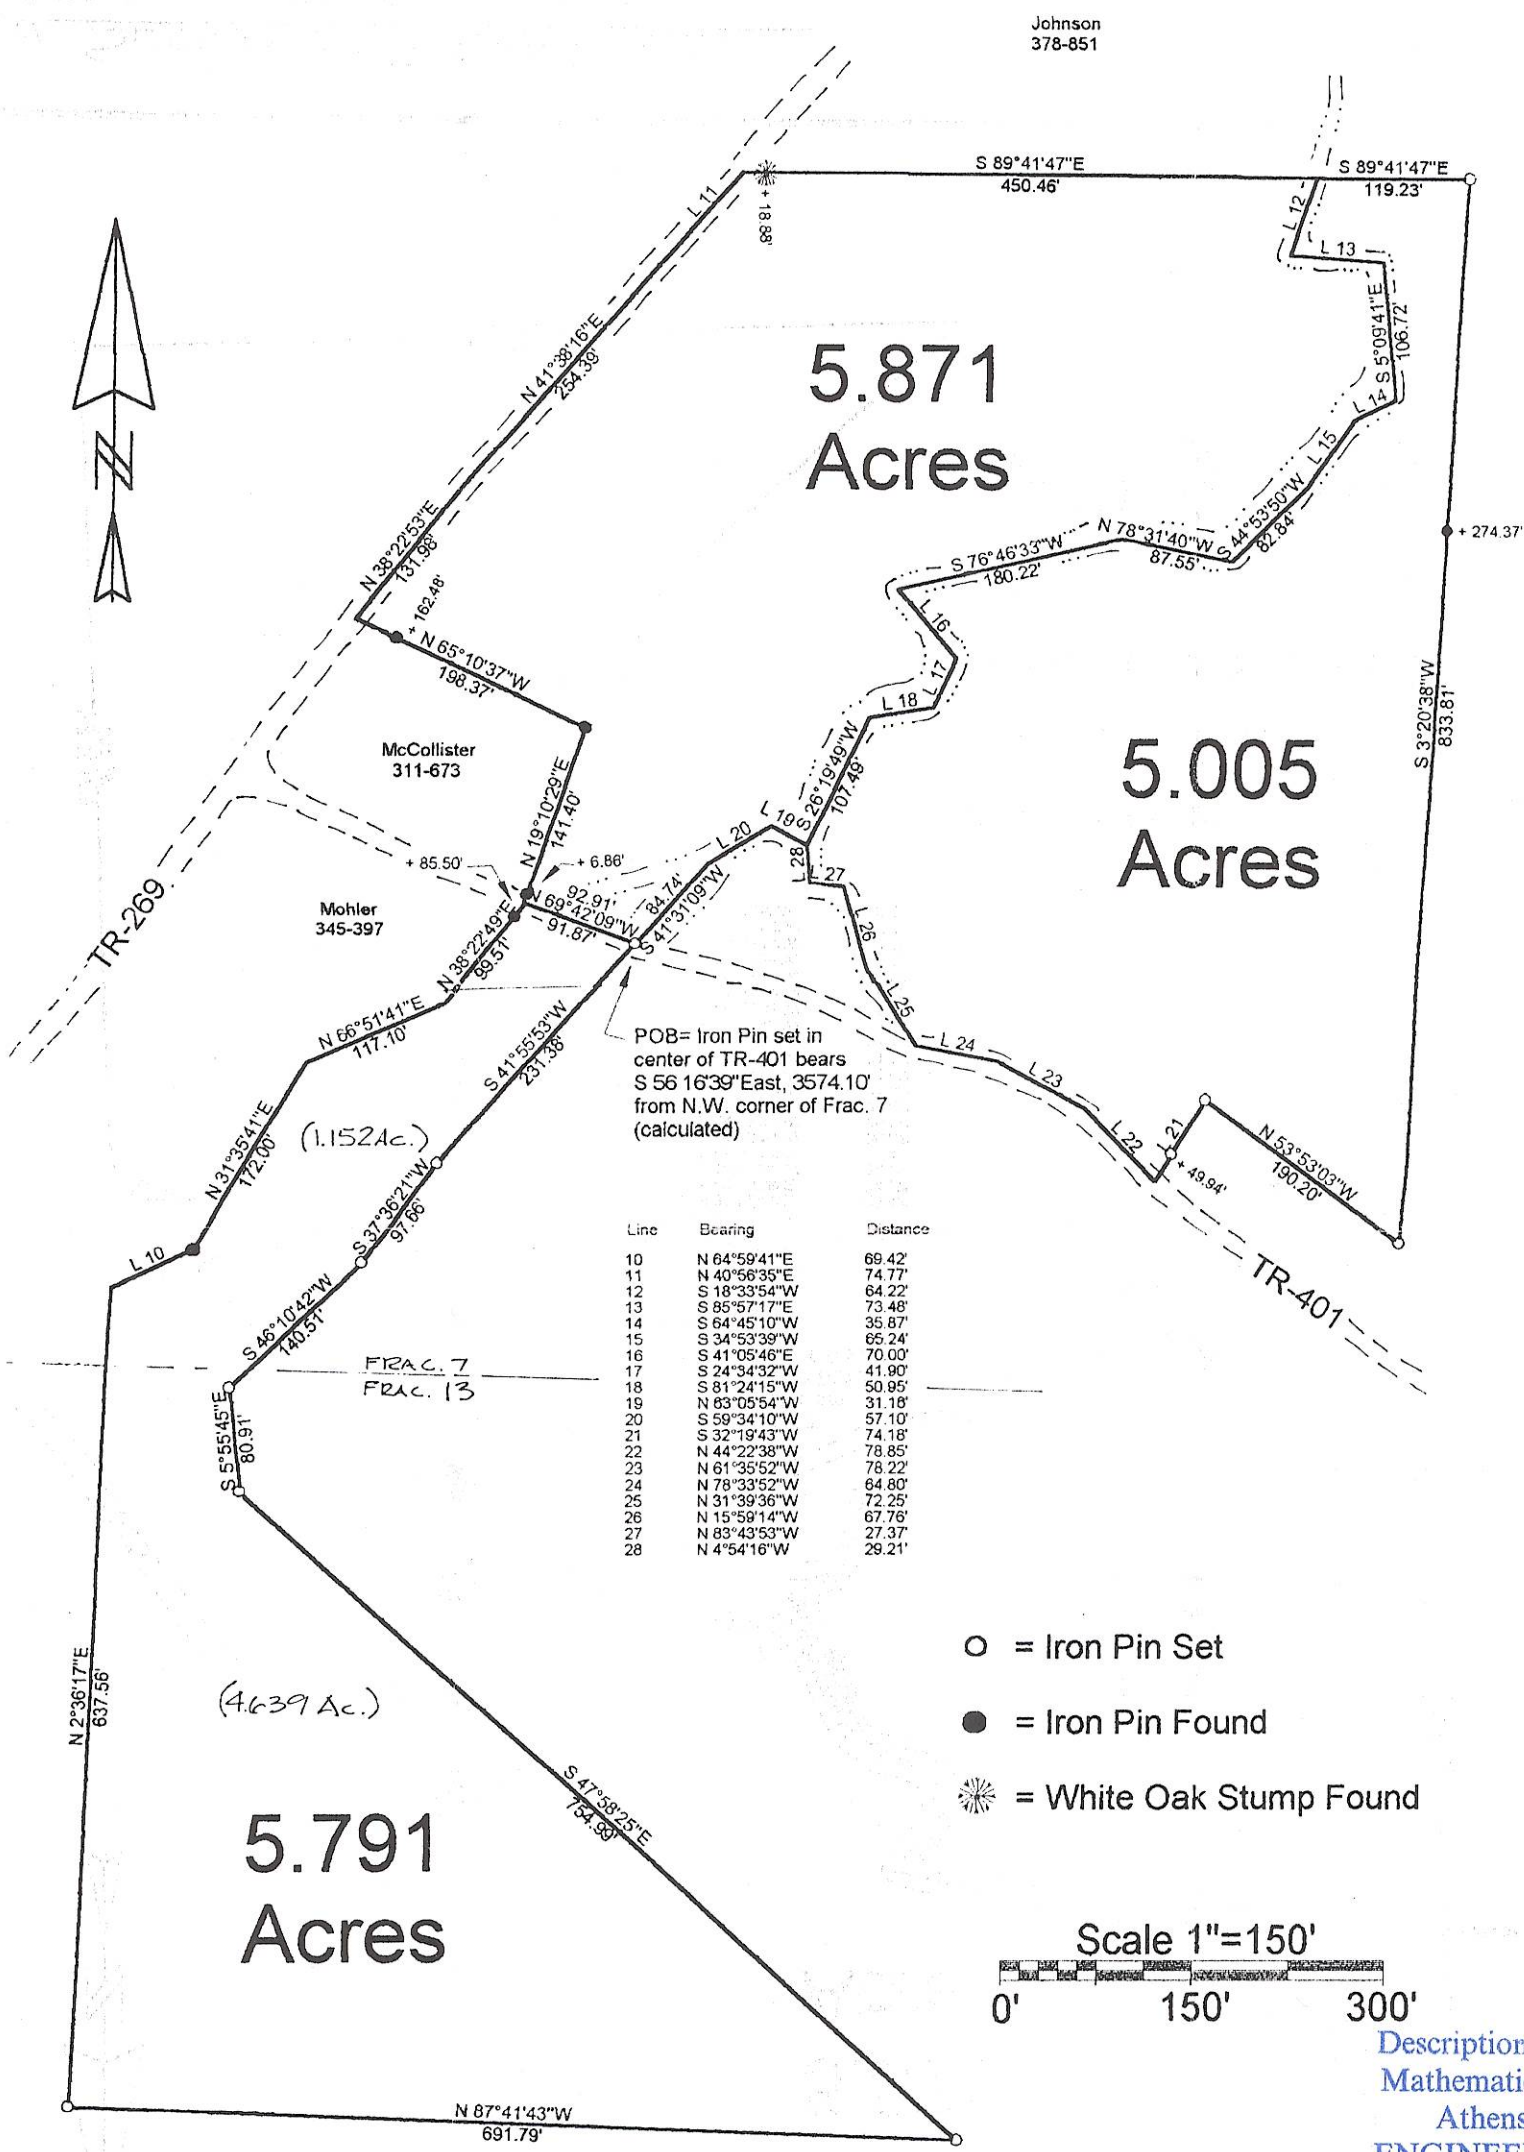 Johnson
378-851
S 89°41'47"E
450.46'
S 89°41'47"E
119.23'
L 11
+ 18.88'
L 12
L 13
S 5°09'41"E
106.72'
N 41°38'16"E
254.39'
5.871
Acres
L 14
L 15
S 44°53'50"W
82.84'
N 78°31'40"W
87.55'
S 76°46'33"W
180.22'
+ 274.37'
N 38°22'53"E
131.98'
+ 162.48'
N 65°10'37"W
198.37'
L 16
L 17
L 18
S 3°20'38"W
833.81'
McCollister
311-673
N 19°10'29"E
141.40'
S 26°19'49"W
107.49'
5.005
Acres
L 19
L 20
L 28
L 27
+ 85.50'
+ 6.86'
92.91'
N 69°42'09"W
91.87'
84.74'
S 41°31'09"W
TR-269
Mohler
345-397
N 38°22'49"E
99.51'
L 26
L 25
N 66°51'41"E
117.10'
S 41°55'53"W
231.38'
POB= Iron Pin set in
center of TR-401 bears
S 56 16'39"East, 3574.10'
from N.W. corner of Frac. 7
(calculated)
L 24
L 23
L 22
L 21
+ 49.94'
N 53°53'03"W
190.20'
N 31°35'41"E
172.00'
(1.152 Ac.)
S 37°36'21"W
97.66'
L 10
S 46°10'42"W
140.51'
TR-401
Line Bearing Distance
10 N 64°59'41"E 69.42'
11 N 40°56'35"E 74.77'
12 S 18°33'54"W 64.22'
13 S 85°57'17"E 73.48'
14 S 64°45'10"W 35.87'
15 S 34°53'39"W 65.24'
16 S 41°05'46"E 70.00'
17 S 24°34'32"W 41.90'
18 S 81°24'15"W 50.95'
19 N 63°05'54"W 31.18'
20 S 59°34'10"W 57.10'
21 S 32°19'43"W 74.18'
22 N 44°22'38"W 78.85'
23 N 61°35'52"W 78.22'
24 N 78°33'52"W 64.80'
25 N 31°39'36"W 72.25'
26 N 15°59'14"W 67.76'
27 N 83°43'53"W 27.37'
28 N 4°54'16"W 29.21'
FRAC. 7
FRAC. 13
S 5°55'45"E
80.91'
N 2°36'17"E
637.56'
(4.639 Ac.)
S 47°58'25"E
754.99'
= Iron Pin Set
= Iron Pin Found
= White Oak Stump Found
5.791
Acres
Scale 1"=150'
0' 150' 300'
N 87°41'43"W
691.79'
Description
Mathemati
Athens